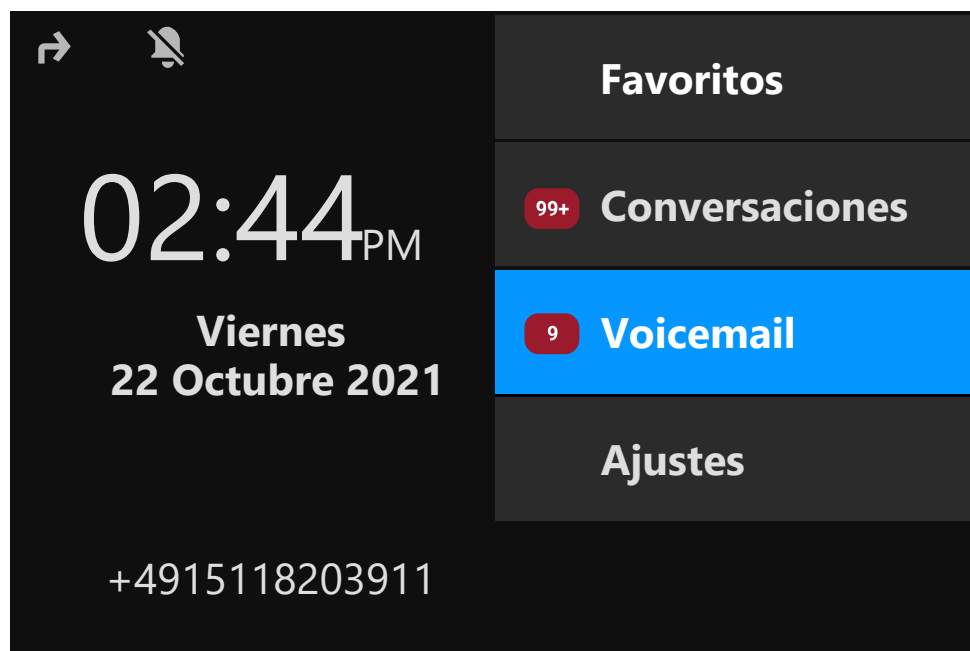 02:44PM
Viernes
22 Octubre 2021
+4915118203911
Favoritos
99+ Conversaciones
9 Voicemail
Ajustes